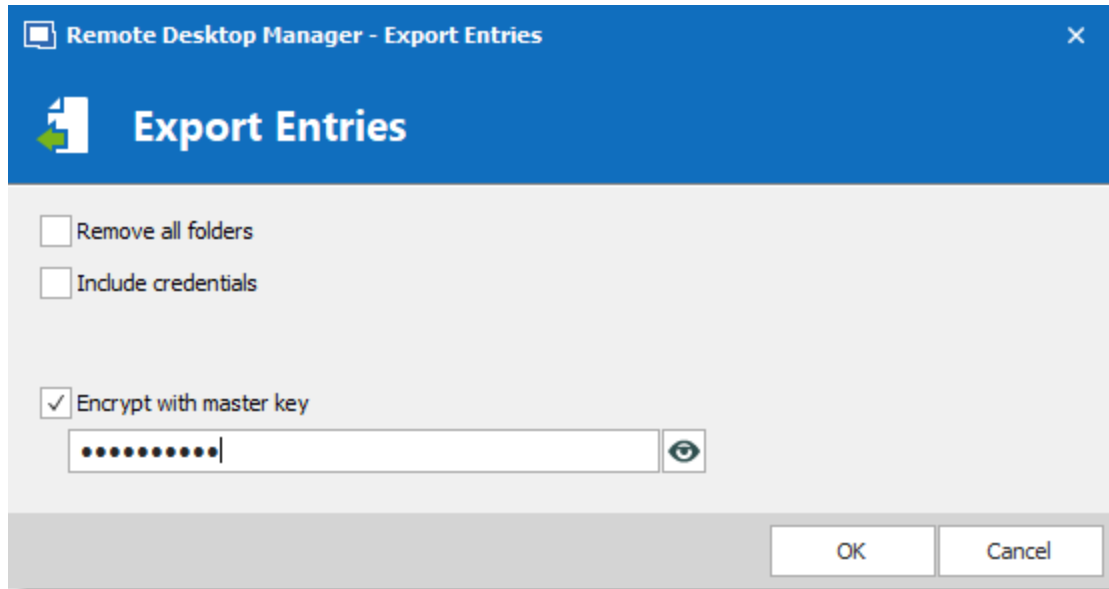 Remote Desktop Manager - Export Entries
Export Entries
Remove all folders
Include credentials
Encrypt with master key
••••••••••
OK
Cancel